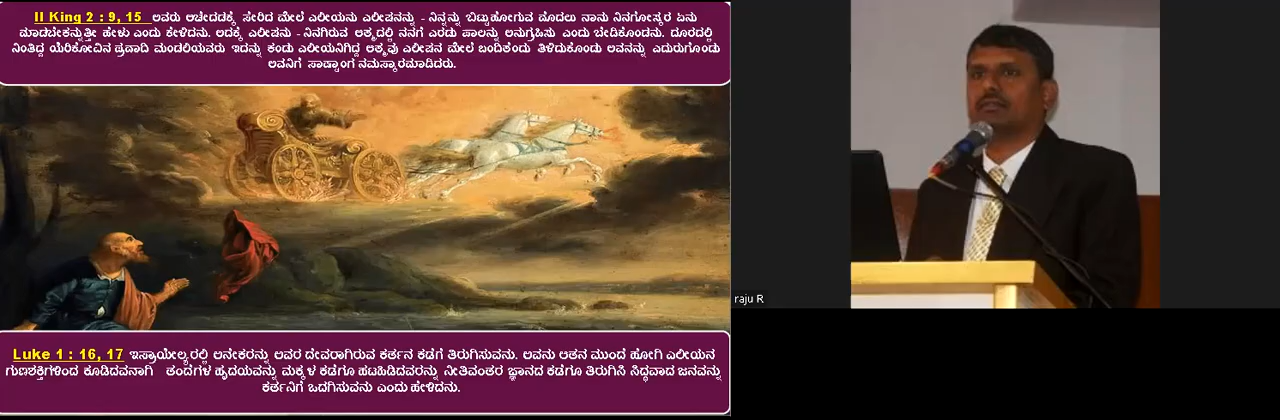 II King 2 : 9, 15 ಅವರು ಆಚೇದಡಕ್ಕೆ ಸೇರಿದ ಮೇಲೆ ಎಲೀಯನು ಎಲೀಷನನ್ನು - ನಿನ್ನನ್ನು ಬಿಟ್ಟುಹೋಗುವ ಮೊದಲು ನಾನು ನಿನಗೋಸ್ಕರ ಏನು
ಮಾಡಬೇಕನ್ನುತ್ತೀ ಹೇಳು ಎಂದು ಕೇಳಿದನು. ಅದಕ್ಕೆ ಎಲೀಷನು - ನಿನಗಿರುವ ಆತ್ಮದಲ್ಲಿ ನನಗೆ ಎರಡು ಪಾಲನ್ನು ಅನುಗ್ರಹಿಸು ಎಂದು ಬೇಡಿಕೊಂಡನು. ದೂರದಲ್ಲಿ
ನಿಂತಿದ್ದ ಯೆರಿಕೋವಿನ ಪ್ರವಾದಿ ಮಂಡಲಿಯವರು ಇದನ್ನು ಕಂಡು ಎಲೀಯನಿಗಿದ್ದ ಆತ್ಮವು ಎಲೀಷನ ಮೇಲೆ ಬಂದಿತೆಂದು ತಿಳಿದುಕೊಂಡು ಅವನನ್ನು ಎದುರುಗೊಂಡು
ಅವನಿಗೆ ಸಾಷ್ಟಾಂಗ ನಮಸ್ಕಾರಮಾಡಿದರು.
raju R
Luke 1 : 16, 17 ಇಸ್ರಾಯೇಲ್ಯರಲ್ಲಿ ಅನೇಕರನ್ನು ಅವರ ದೇವರಾಗಿರುವ ಕರ್ತನ ಕಡೆಗೆ ತಿರುಗಿಸುವನು. ಅವನು ಆತನ ಮುಂದೆ ಹೋಗಿ ಎಲೀಯನ
ಗುಣಶಕ್ತಿಗಳಿಂದ ಕೂಡಿದವನಾಗಿ ತಂದೆಗಳ ಹೃದಯವನ್ನು ಮಕ್ಕಳ ಕಡೆಗೂ ಹಟಹಿಡಿದವರನ್ನು ನೀತಿವಂತರ ಜ್ಞಾನದ ಕಡೆಗೂ ತಿರುಗಿಸಿ ಸಿದ್ಧವಾದ ಜನವನ್ನು
ಕರ್ತನಿಗೆ ಒದಗಿಸುವನು ಎಂದು ಹೇಳಿದನು.